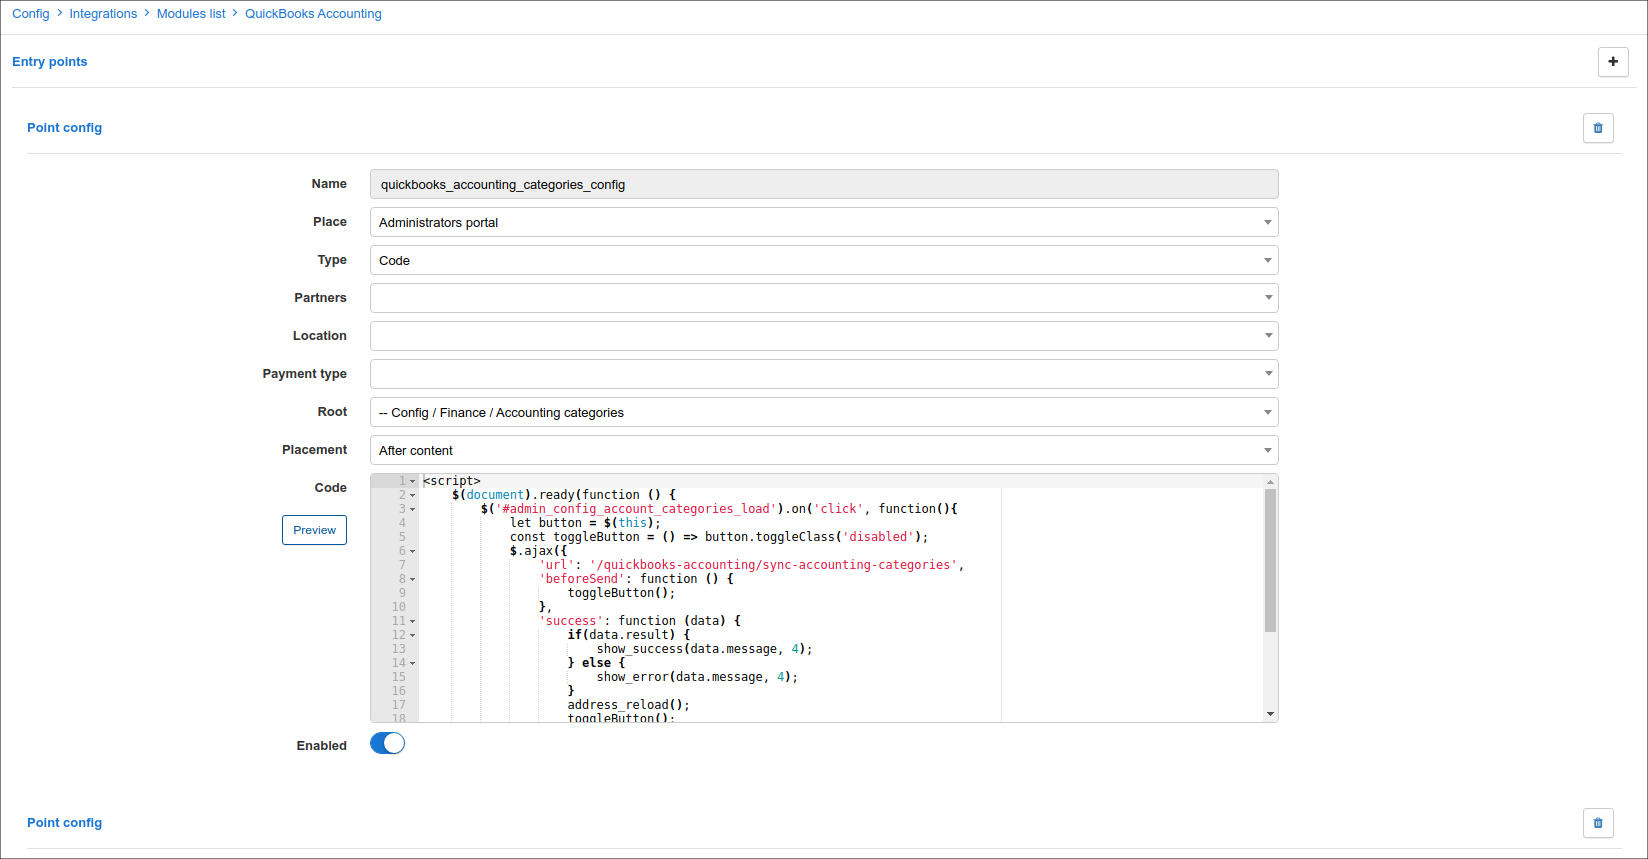 Config > Integrations > Modules list > QuickBooks Accounting
Entry points
Point config
Name quickbooks_accounting_categories_config
Place Administrators portal
Type Code
Partners
Location
Payment type
Root -- Config / Finance / Accounting categories
Placement After content
Code
Preview
1 <script>
2 $(document).ready(function () {
3 $('#admin_config_account_categories_load').on('click', function(){
4 let button = $(this);
5 const toggleButton = () => button.toggleClass('disabled');
6 $.ajax({
7 'url': '/quickbooks-accounting/sync-accounting-categories',
8 'beforeSend': function () {
9 toggleButton();
10 },
11 'success': function (data) {
12 if(data.result) {
13 show_success(data.message, 4);
14 } else {
15 show_error(data.message, 4);
16 }
17 address_reload();
18 toggleButton();
Enabled
Point config